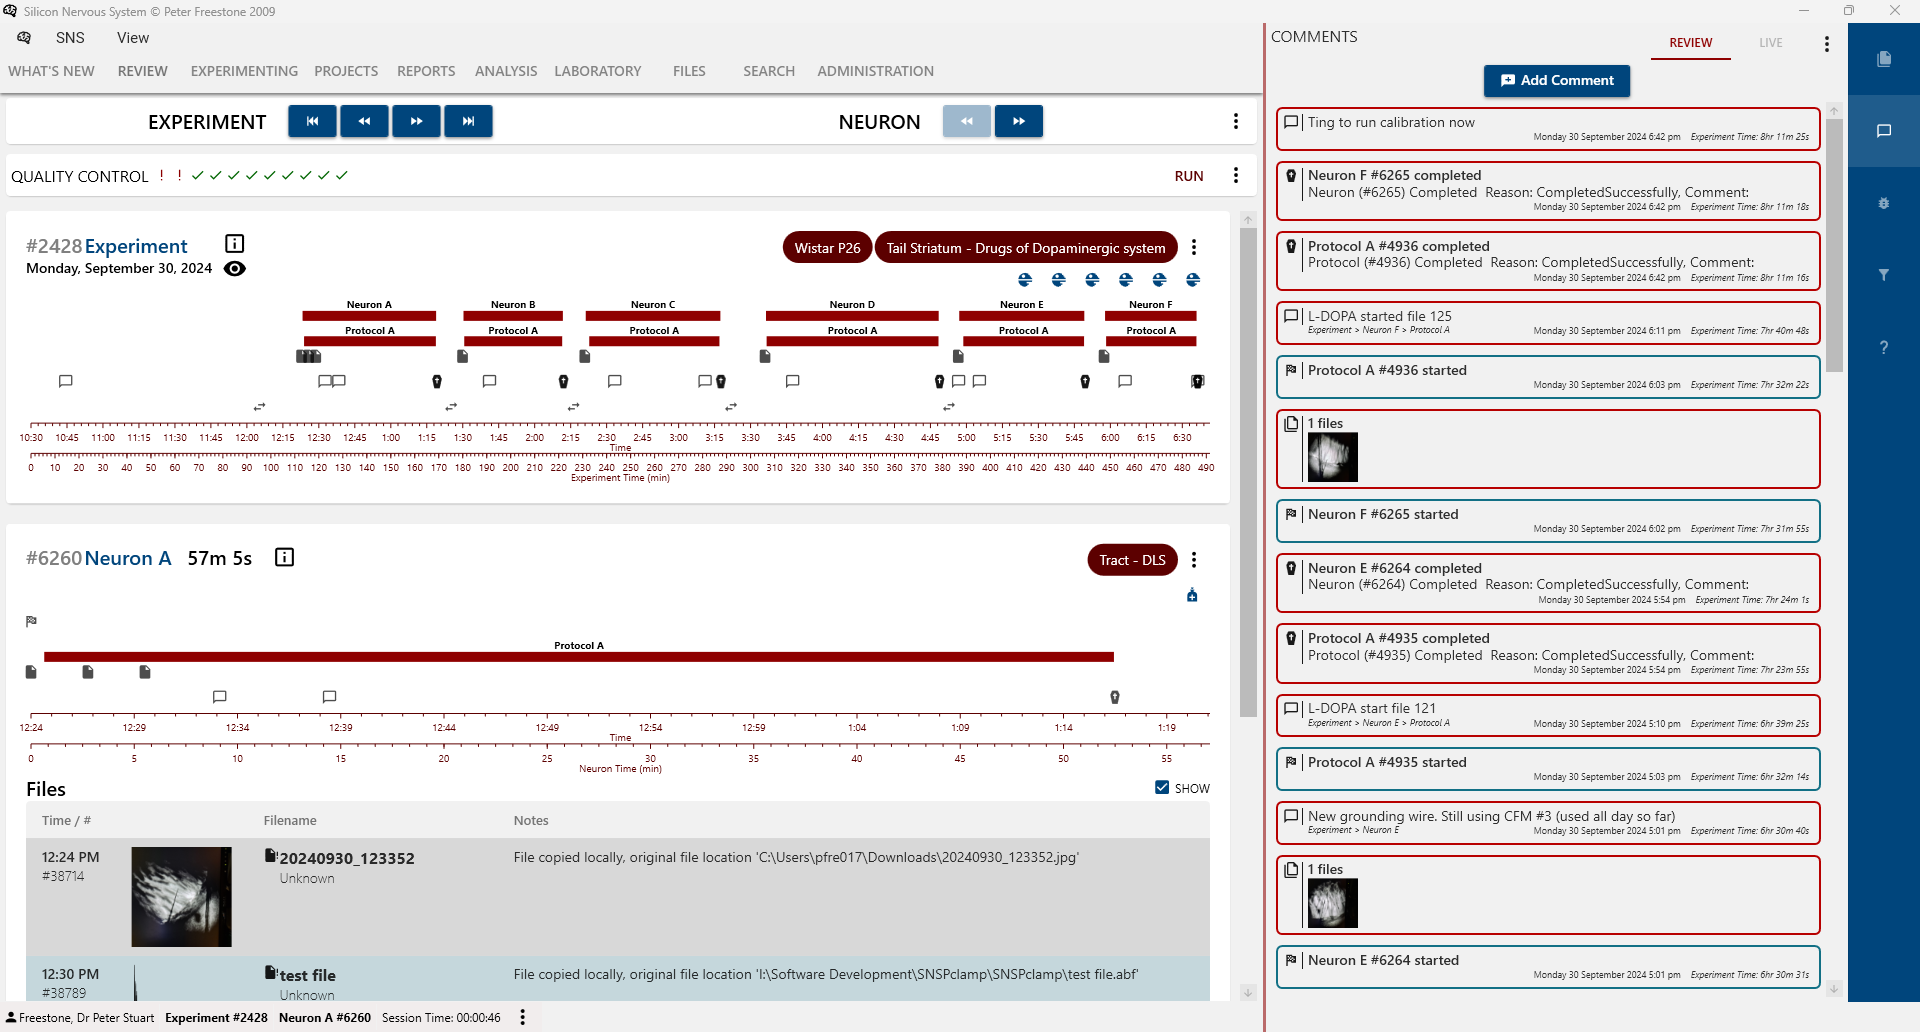 Silicon Nervous System © Peter Freestone 2009
SNS View
WHAT'S NEW REVIEW EXPERIMENTING PROJECTS REPORTS ANALYSIS LABORATORY FILES SEARCH ADMINISTRATION
EXPERIMENT NEURON
QUALITY CONTROL ! ! RUN
#2428 Experiment
Monday, September 30, 2024
Wistar P26 Tail Striatum - Drugs of Dopaminergic system
Neuron A Neuron B Neuron C Neuron D Neuron E Neuron F
Protocol A Protocol A Protocol A Protocol A Protocol A Protocol A
10:30 10:45 11:00 11:15 11:30 11:45 12:00 12:15 12:30 12:45 1:00 1:15 1:30 1:45 2:00 2:15 2:30 2:45 3:00 3:15 3:30 3:45 4:00 4:15 4:30 4:45 5:00 5:15 5:30 5:45 6:00 6:15 6:30
Time
0 10 20 30 40 50 60 70 80 90 100 110 120 130 140 150 160 170 180 190 200 210 220 230 240 250 260 270 280 290 300 310 320 330 340 350 360 370 380 390 400 410 420 430 440 450 460 470 480 490
Experiment Time (min)
#6260 Neuron A 57m 5s
Tract - DLS
Protocol A
12:24 12:29 12:34 12:39 12:44 12:49 12:54 12:59 1:04 1:09 1:14 1:19
Time
0 5 10 15 20 25 30 35 40 45 50 55
Neuron Time (min)
Files SHOW
Time / # Filename Notes
12:24 PM 20240930_123352 File copied locally, original file location 'C:\Users\pfre017\Downloads\20240930_123352.jpg'
#38714 Unknown
12:30 PM test file File copied locally, original file location 'I:\Software Development\SNSPclamp\SNSPclamp\test file.abf'
#38789 Unknown
Freestone, Dr Peter Stuart Experiment #2428 Neuron A #6260 Session Time: 00:00:46
COMMENTS REVIEW LIVE
Add Comment
Ting to run calibration now
Monday 30 September 2024 6:42 pm Experiment Time: 8hr 11m 25s
Neuron F #6265 completed
Neuron (#6265) Completed Reason: CompletedSuccessfully, Comment:
Monday 30 September 2024 6:42 pm Experiment Time: 8hr 11m 18s
Protocol A #4936 completed
Protocol (#4936) Completed Reason: CompletedSuccessfully, Comment:
Monday 30 September 2024 6:42 pm Experiment Time: 8hr 11m 16s
L-DOPA started file 125
Experiment > Neuron F > Protocol A Monday 30 September 2024 6:11 pm Experiment Time: 7hr 40m 48s
Protocol A #4936 started
Monday 30 September 2024 6:03 pm Experiment Time: 7hr 32m 22s
1 files
Neuron F #6265 started
Monday 30 September 2024 6:02 pm Experiment Time: 7hr 31m 55s
Neuron E #6264 completed
Neuron (#6264) Completed Reason: CompletedSuccessfully, Comment:
Monday 30 September 2024 5:54 pm Experiment Time: 7hr 24m 1s
Protocol A #4935 completed
Protocol (#4935) Completed Reason: CompletedSuccessfully, Comment:
Monday 30 September 2024 5:54 pm Experiment Time: 7hr 23m 55s
L-DOPA start file 121
Experiment > Neuron E > Protocol A Monday 30 September 2024 5:10 pm Experiment Time: 6hr 39m 25s
Protocol A #4935 started
Monday 30 September 2024 5:03 pm Experiment Time: 6hr 32m 14s
New grounding wire. Still using CFM #3 (used all day so far)
Experiment > Neuron E Monday 30 September 2024 5:01 pm Experiment Time: 6hr 30m 40s
1 files
Neuron E #6264 started
Monday 30 September 2024 5:01 pm Experiment Time: 6hr 30m 31s
?